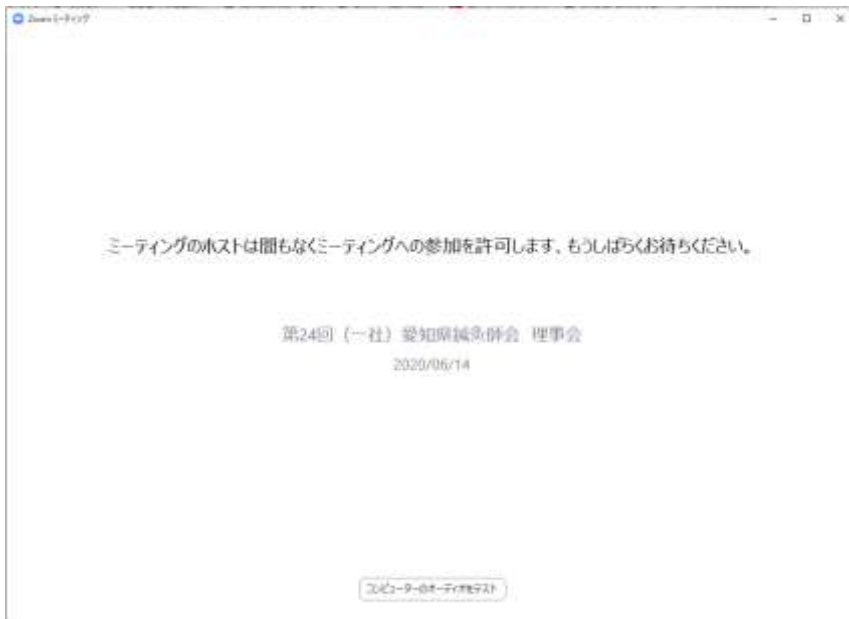 Zoomミーティング
ミーティングのホストは間もなくミーティングへの参加を許可します、もうしばらくお待ちください。
第24回（一社）愛知県鍼灸師会 理事会
2020/06/14
コンピューターのオーディオをテスト